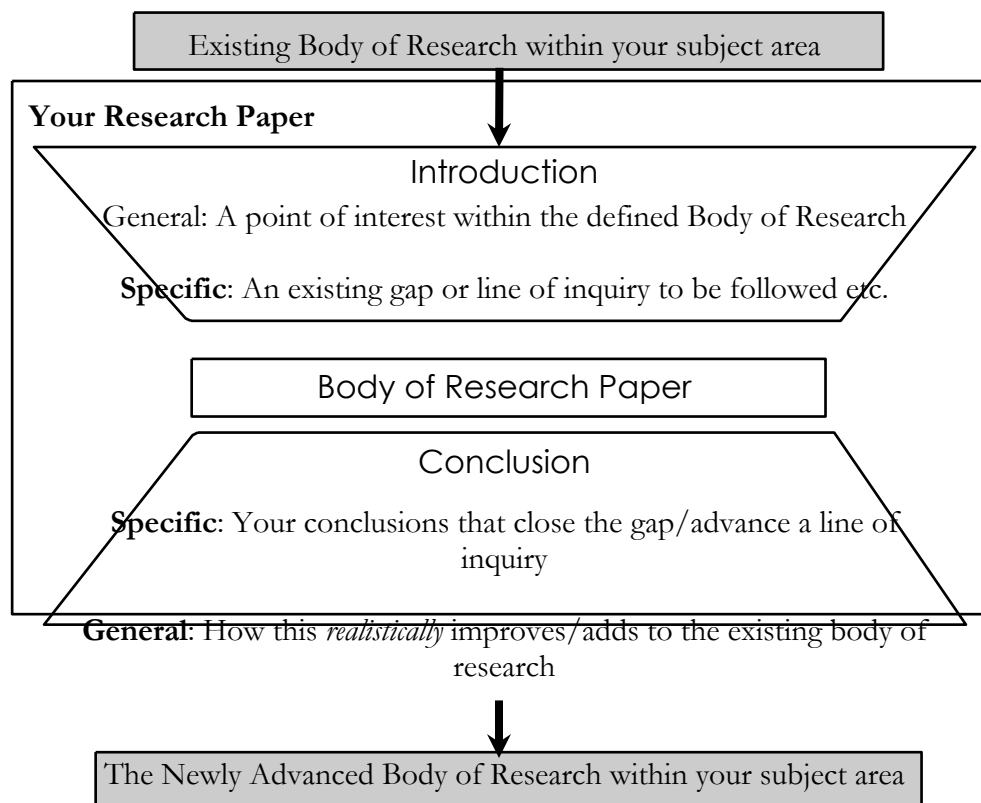 Existing Body of Research within your subject area
Your Research Paper
Introduction
General: A point of interest within the defined Body of Research
Specific: An existing gap or line of inquiry to be followed etc.
Body of Research Paper
Conclusion
Specific: Your conclusions that close the gap/advance a line of
inquiry
General: How this realistically improves/adds to the existing body of
research
The Newly Advanced Body of Research within your subject area